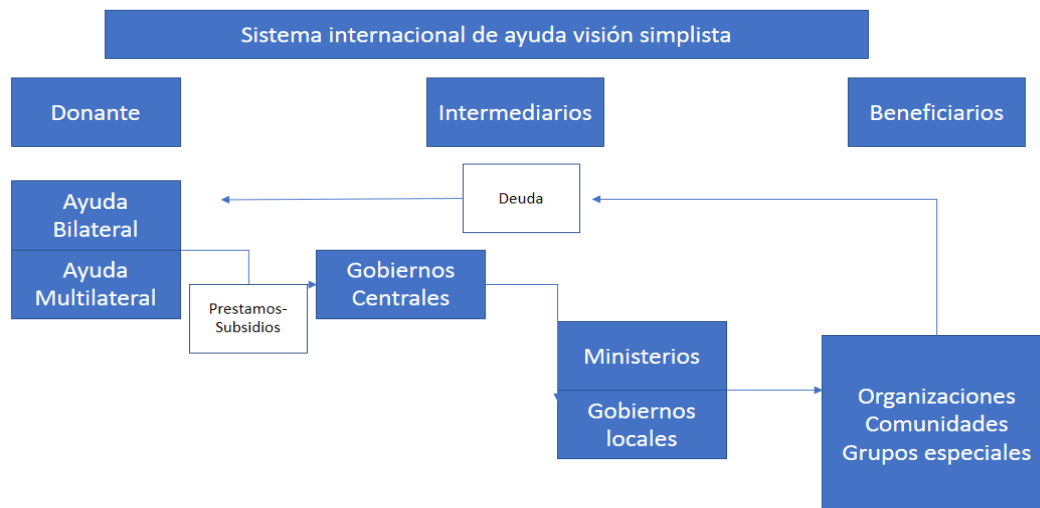 Sistema internacional de ayuda visión simplista
Donante
Intermediarios
Beneficiarios
Ayuda
Bilateral
Deuda
Ayuda
Multilateral
Prestamos-
Subsidios
Gobiernos
Centrales
Ministerios
Gobiernos
locales
Organizaciones
Comunidades
Grupos especiales